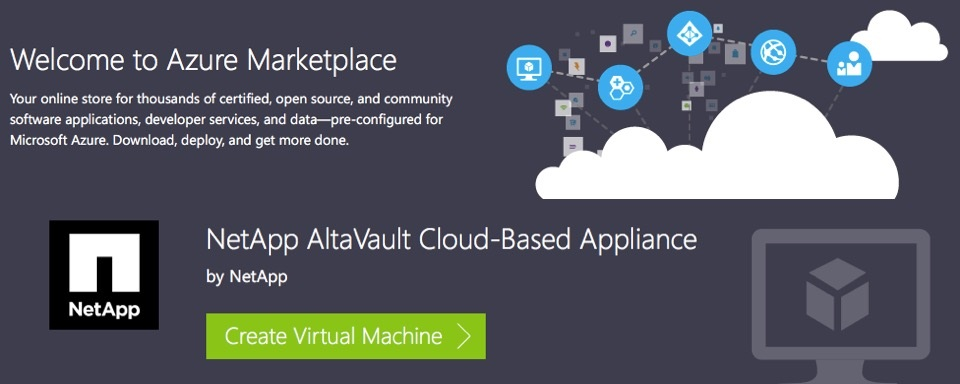 Welcome to Azure Marketplace
Your online store for thousands of certified, open source, and community
software applications, developer services, and data—pre-configured for
Microsoft Azure. Download, deploy, and get more done.
NetApp AltaVault Cloud-Based Appliance
by NetApp
NetApp
Create Virtual Machine